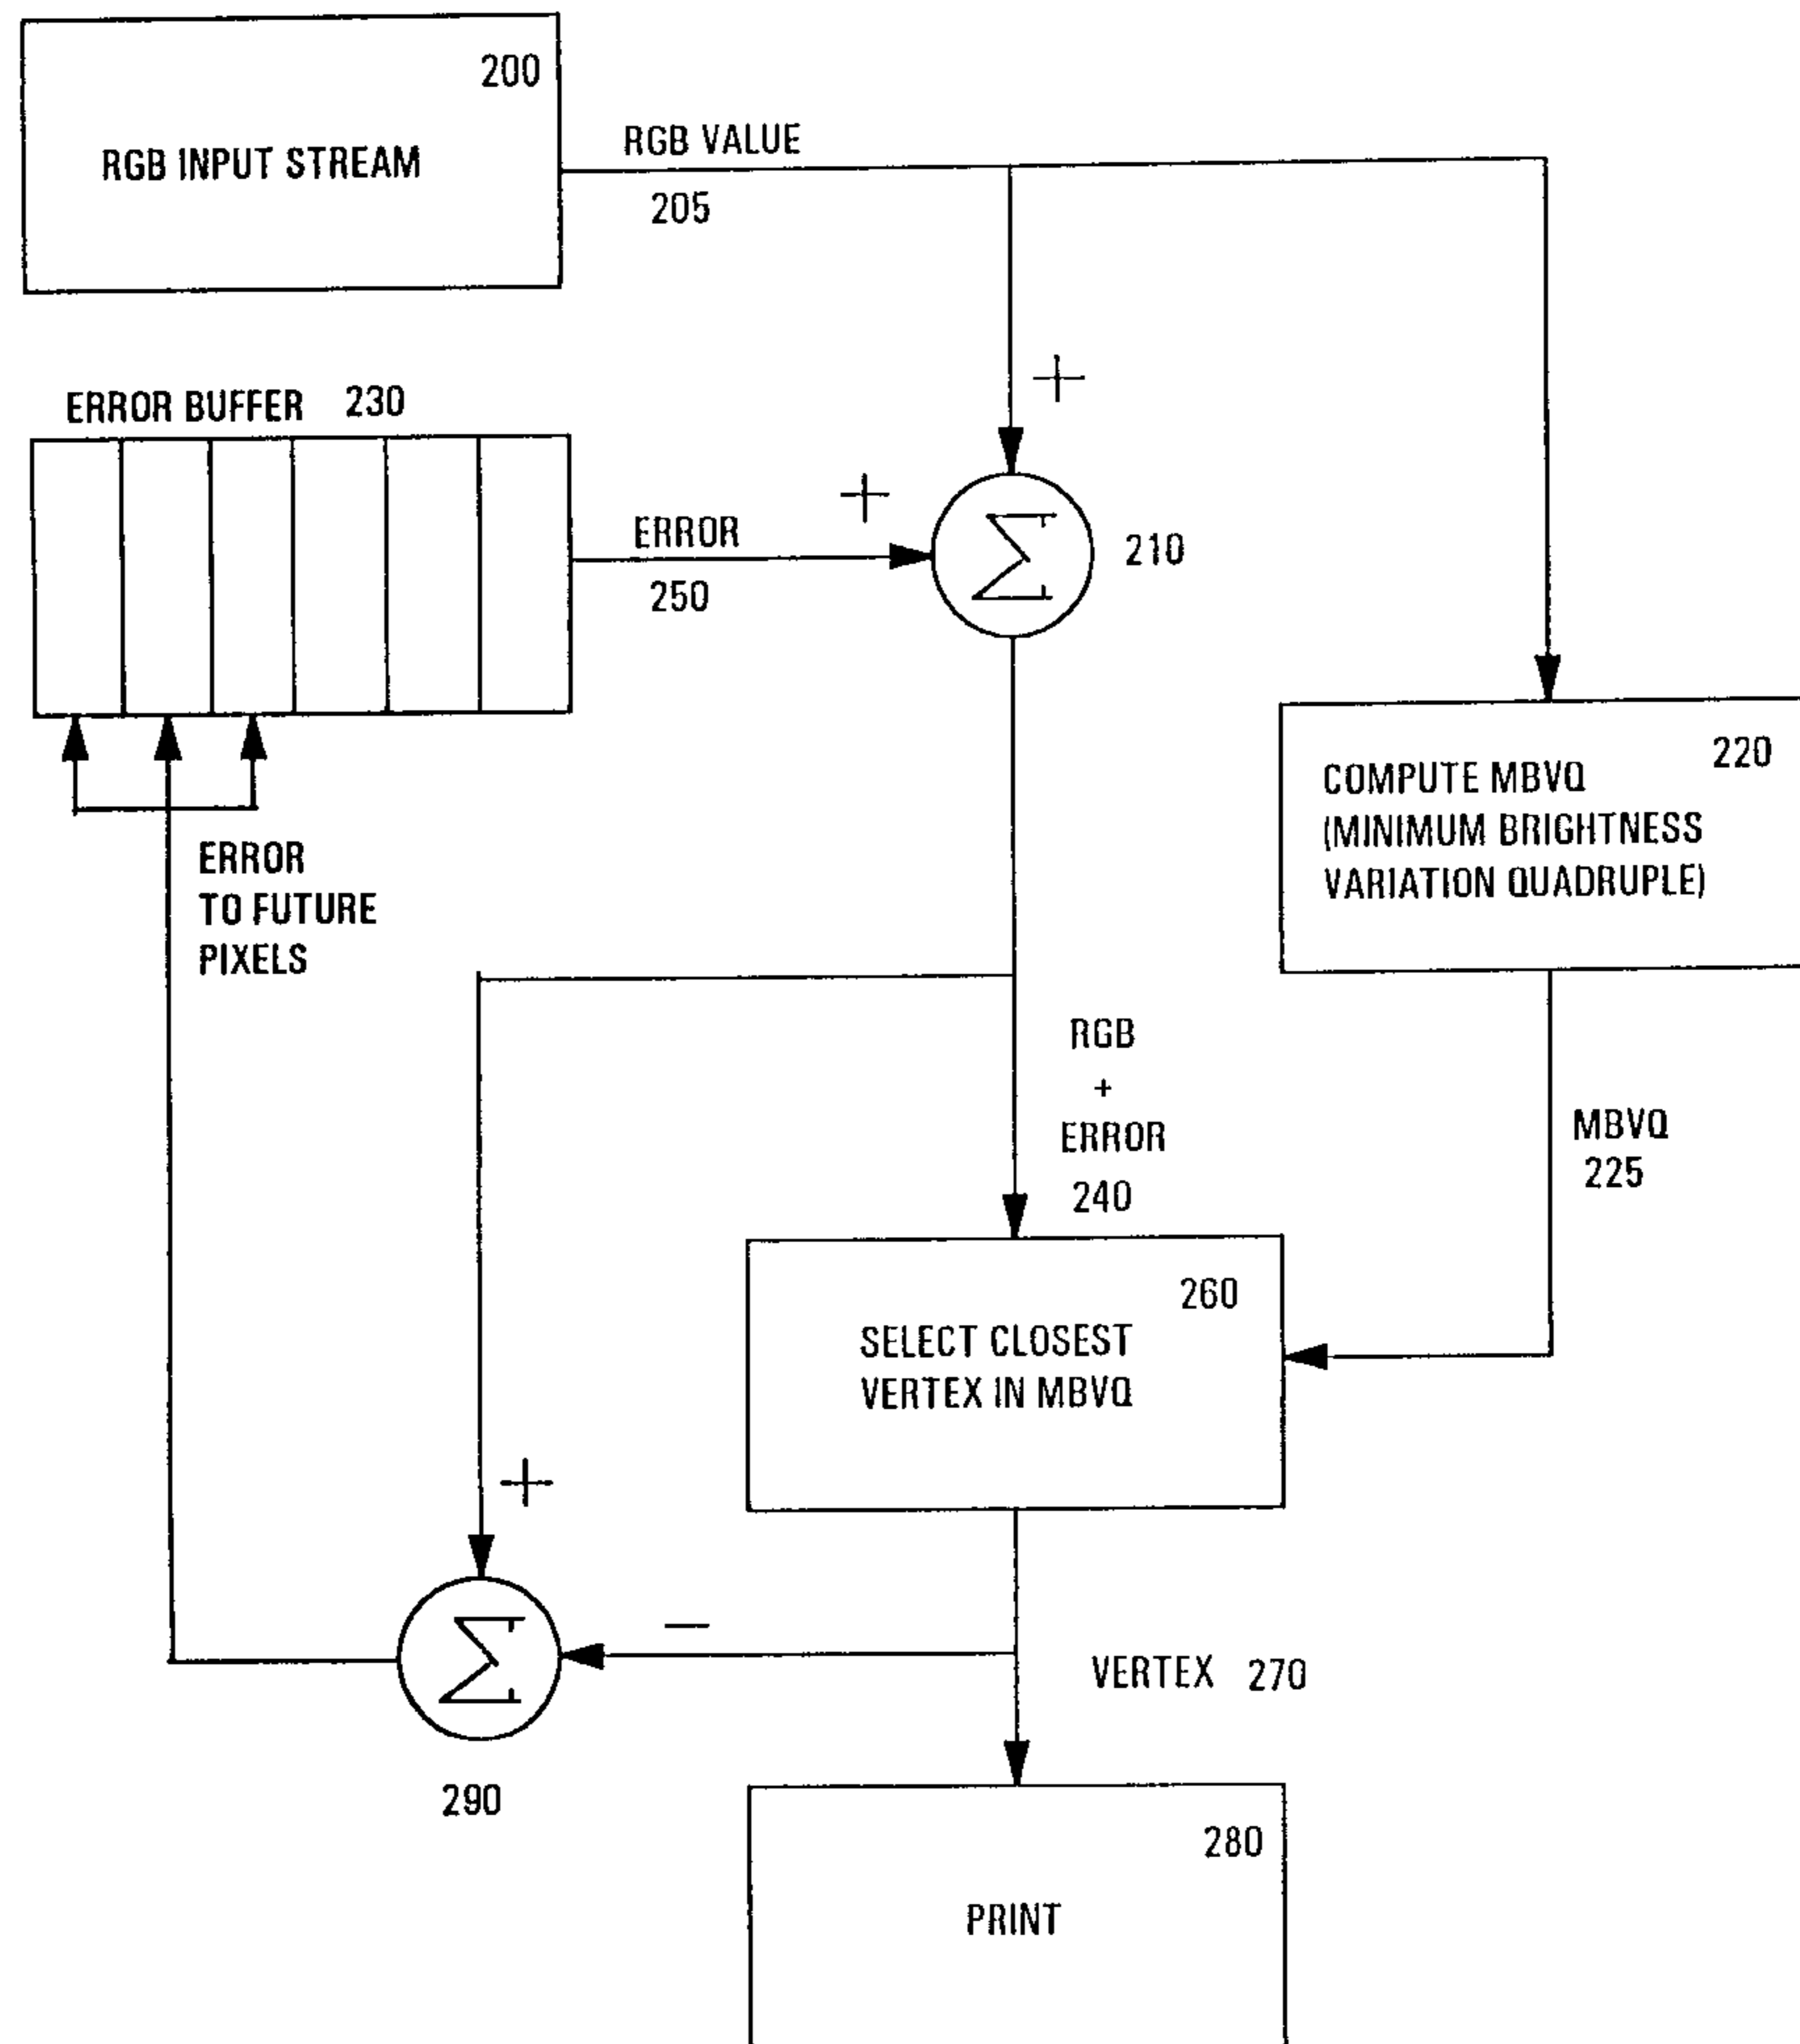 200
RGB INPUT STREAM
RGB VALUE
205
+
ERROR BUFFER 230
+
ERROR
250
Σ
210
220
COMPUTE MBVQ
(MINIMUM BRIGHTNESS
VARIATION QUADRUPLE)
ERROR
TO FUTURE
PIXELS
RGB
+
ERROR
240
MBVQ
225
260
SELECT CLOSEST
VERTEX IN MBVQ
+
Σ
−
VERTEX 270
290
280
PRINT